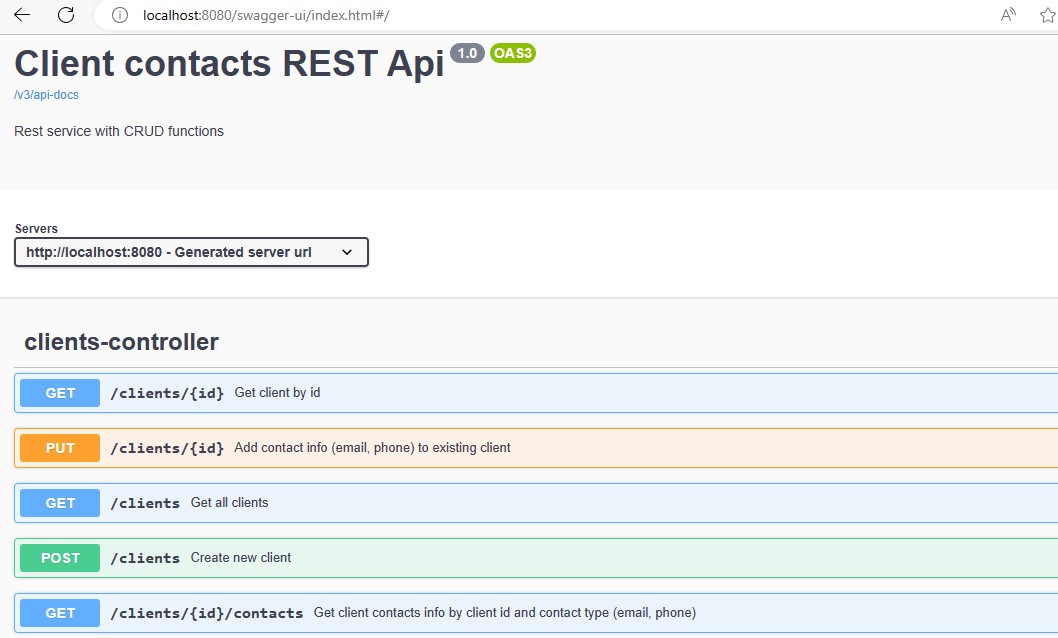 localhost:8080/swagger-ui/index.html#/
Client contacts REST Api 1.0 OAS3
/v3/api-docs
Rest service with CRUD functions
Servers
http://localhost:8080 - Generated server url
clients-controller
GET /clients/{id} Get client by id
PUT /clients/{id} Add contact info (email, phone) to existing client
GET /clients Get all clients
POST /clients Create new client
GET /clients/{id}/contacts Get client contacts info by client id and contact type (email, phone)